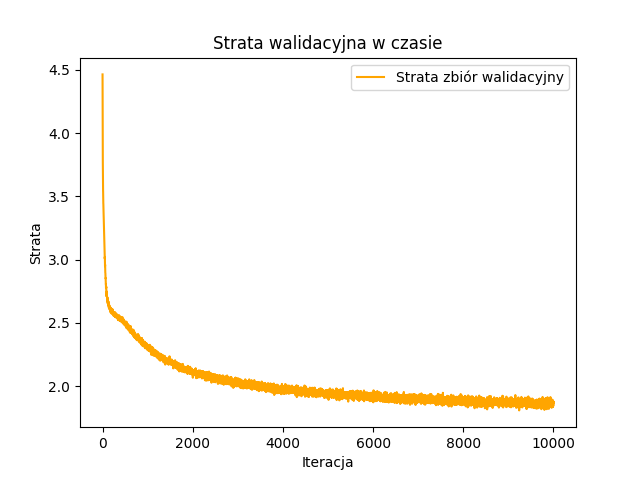 Strata walidacyjna w czasie
Strata zbiór walidacyjny
4.5
4.0
3.5
3.0
2.5
2.0
Strata
0 2000 4000 6000 8000 10000
Iteracja